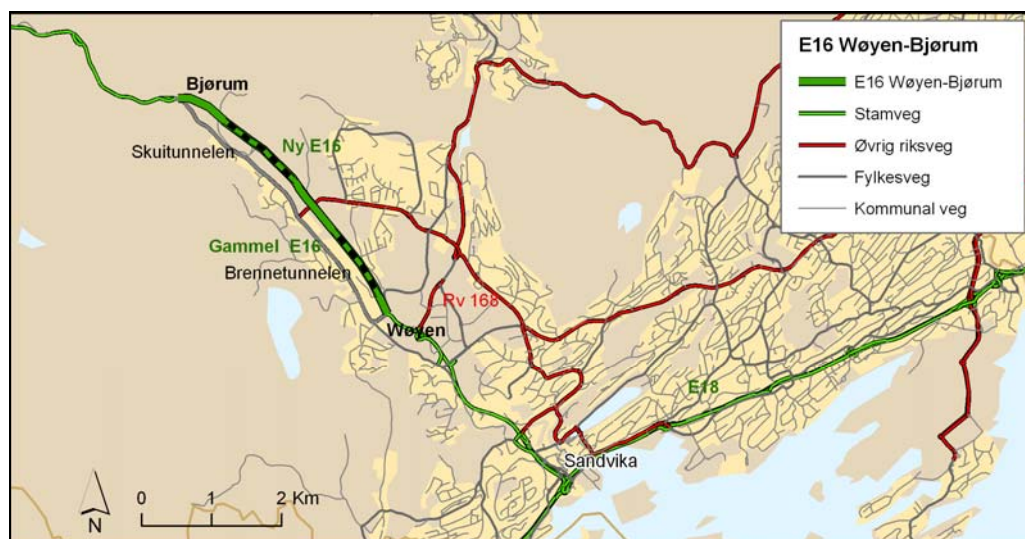 E16 Wøyen-Bjørum
E16 Wøyen-Bjørum
Stamveg
Øvrig riksveg
Fylkesveg
Kommunal veg
Bjørum
Skuitunnelen
Ny E16
Gammel E16
Brennetunnelen
Rv 168
Wøyen
E18
Sandvika
0 1 2 Km
N